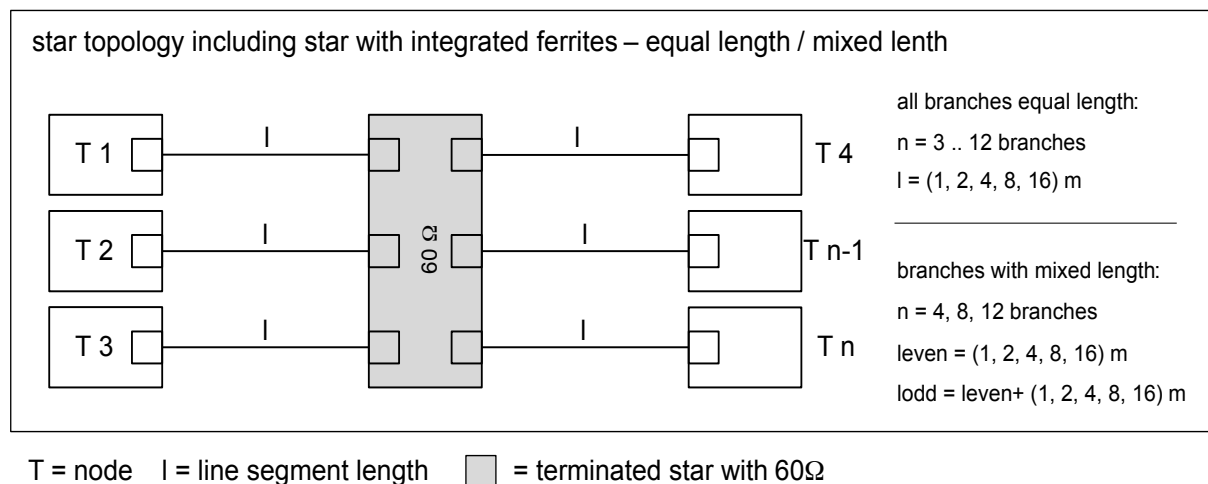 star topology including star with integrated ferrites – equal length / mixed lenth
T 1
l
l
T 4
T 2
l
60 Ω
l
T n-1
T 3
l
l
T n
all branches equal length:
n = 3 .. 12 branches
l = (1, 2, 4, 8, 16) m
branches with mixed length:
n = 4, 8, 12 branches
leven = (1, 2, 4, 8, 16) m
lodd = leven+ (1, 2, 4, 8, 16) m
T = node l = line segment length = terminated star with 60Ω